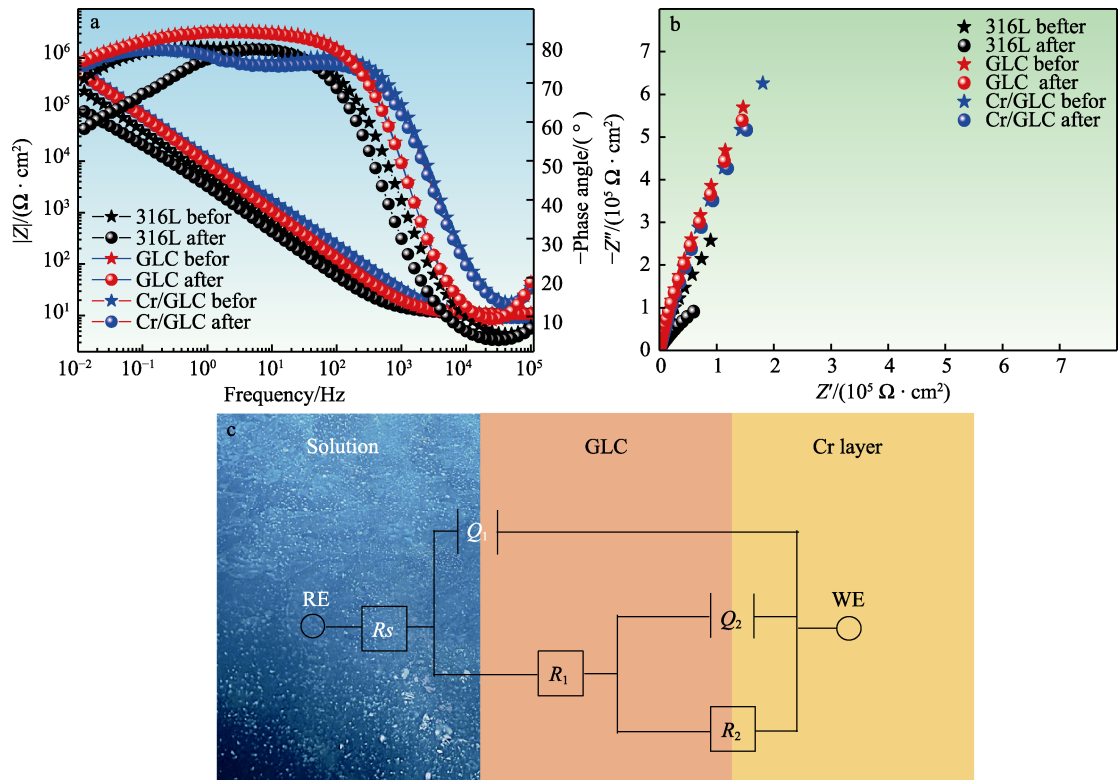 a
|Z|/(Ω · cm2)
10⁶
10⁵
10⁴
10³
10²
10¹
10⁻² 10⁻¹ 10⁰ 10¹ 10² 10³ 10⁴ 10⁵
Frequency/Hz
316L befor
316L after
GLC befor
GLC after
Cr/GLC befor
Cr/GLC after
80
70
60
50
40
30
20
10
–Phase angle/(°)
b
–Z″/(10⁵ Ω · cm2)
7
6
5
4
3
2
1
0
0 1 2 3 4 5 6 7
Z′/(10⁵ Ω · cm2)
316L befter
316L after
GLC befor
GLC after
Cr/GLC befor
Cr/GLC after
c
Solution GLC Cr layer
Q₁
RE Q₂ WE
Rs
R₁
R₂